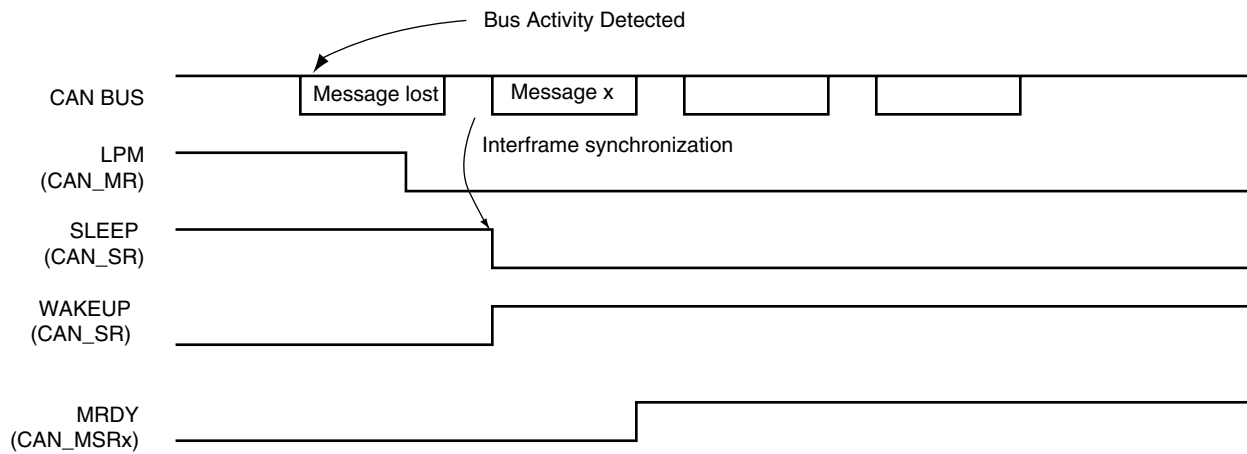 Bus Activity Detected
CAN BUS
Message lost
Message x
Interframe synchronization
LPM
(CAN_MR)
SLEEP
(CAN_SR)
WAKEUP
(CAN_SR)
MRDY
(CAN_MSRx)